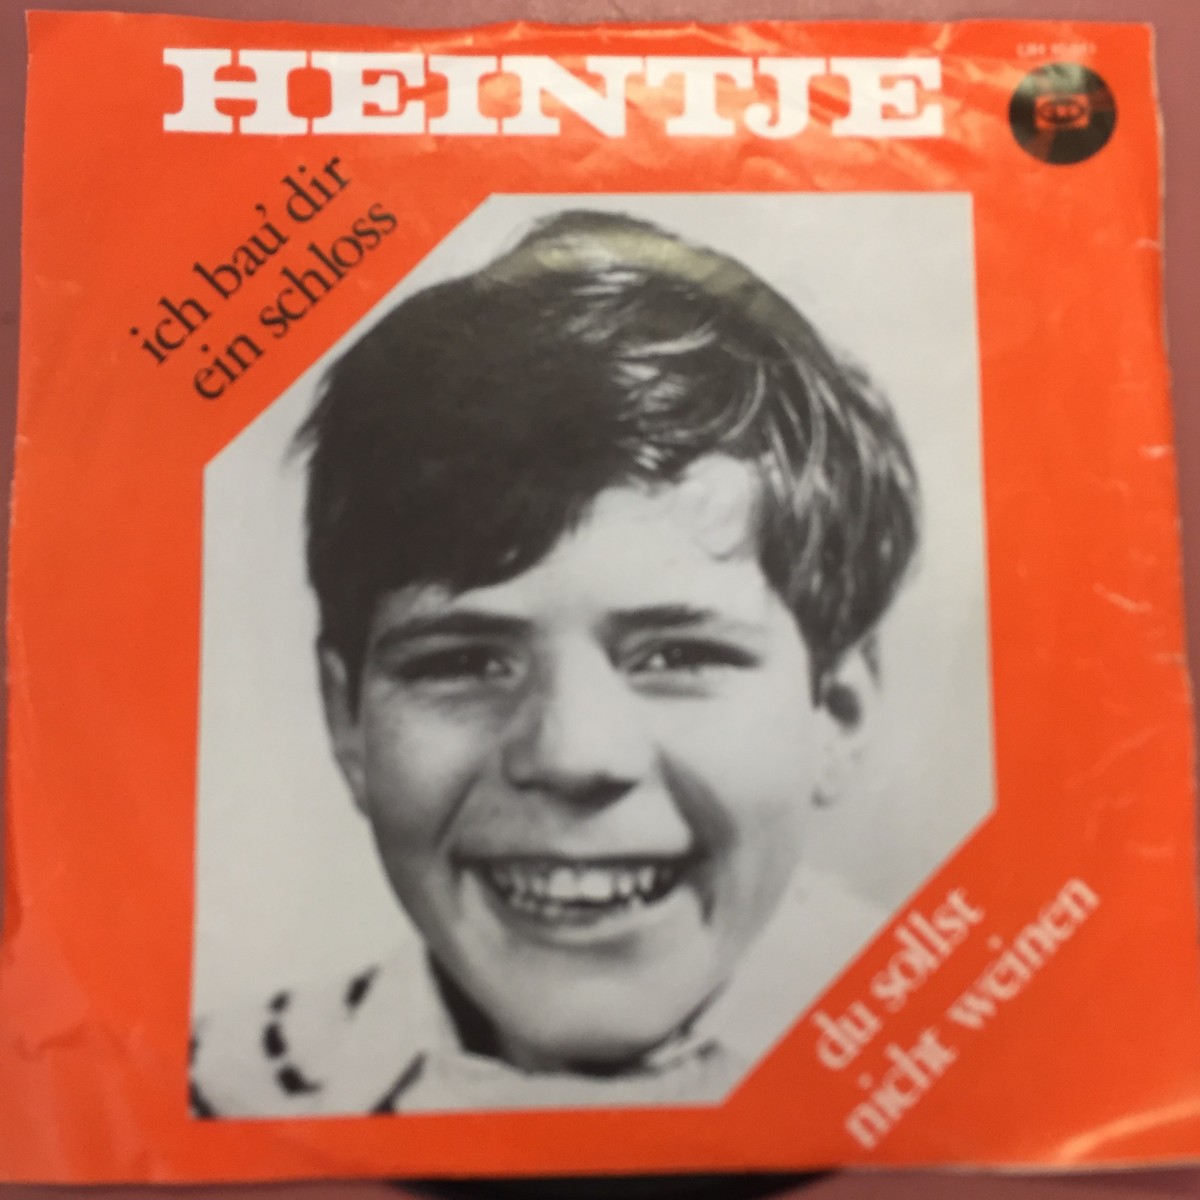 HEINTJE
ich bau' dir
ein schloss
du sollst
nicht weinen